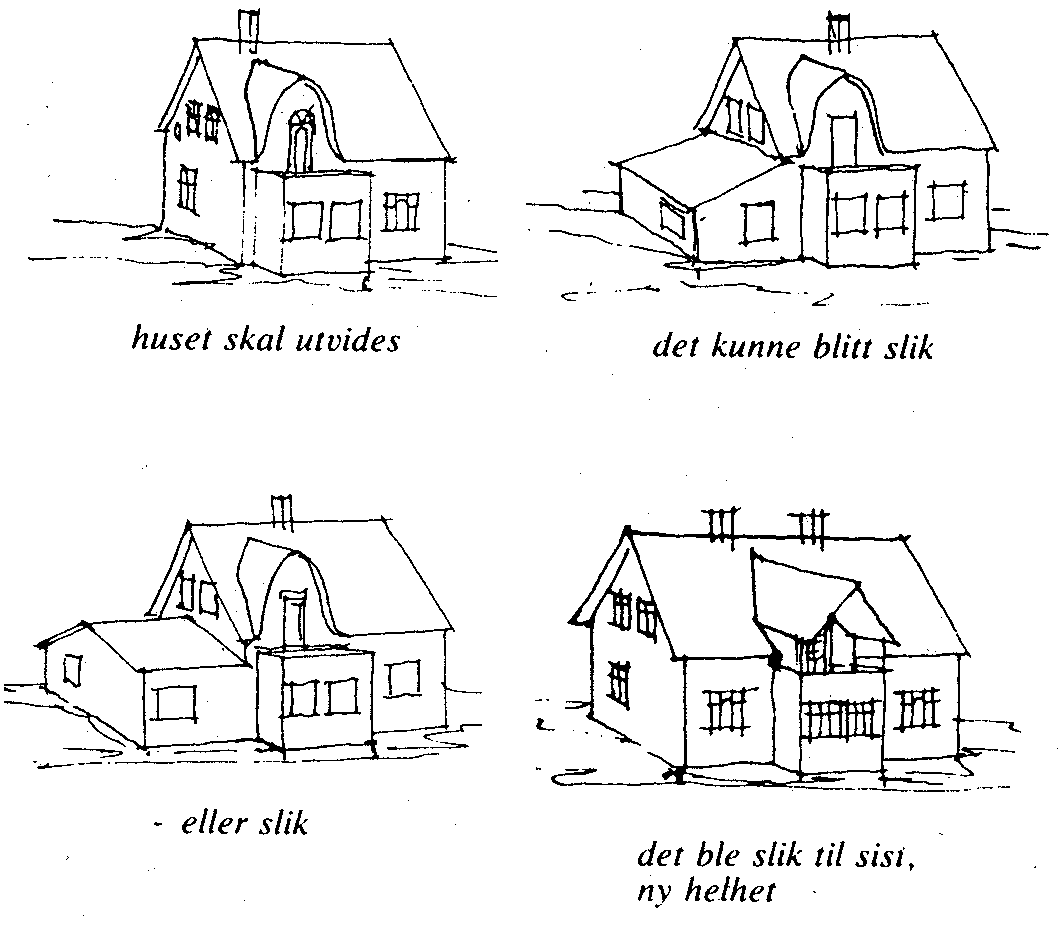 huset skal utvides
det kunne blitt slik
- eller slik
det ble slik til sist,
ny helhet